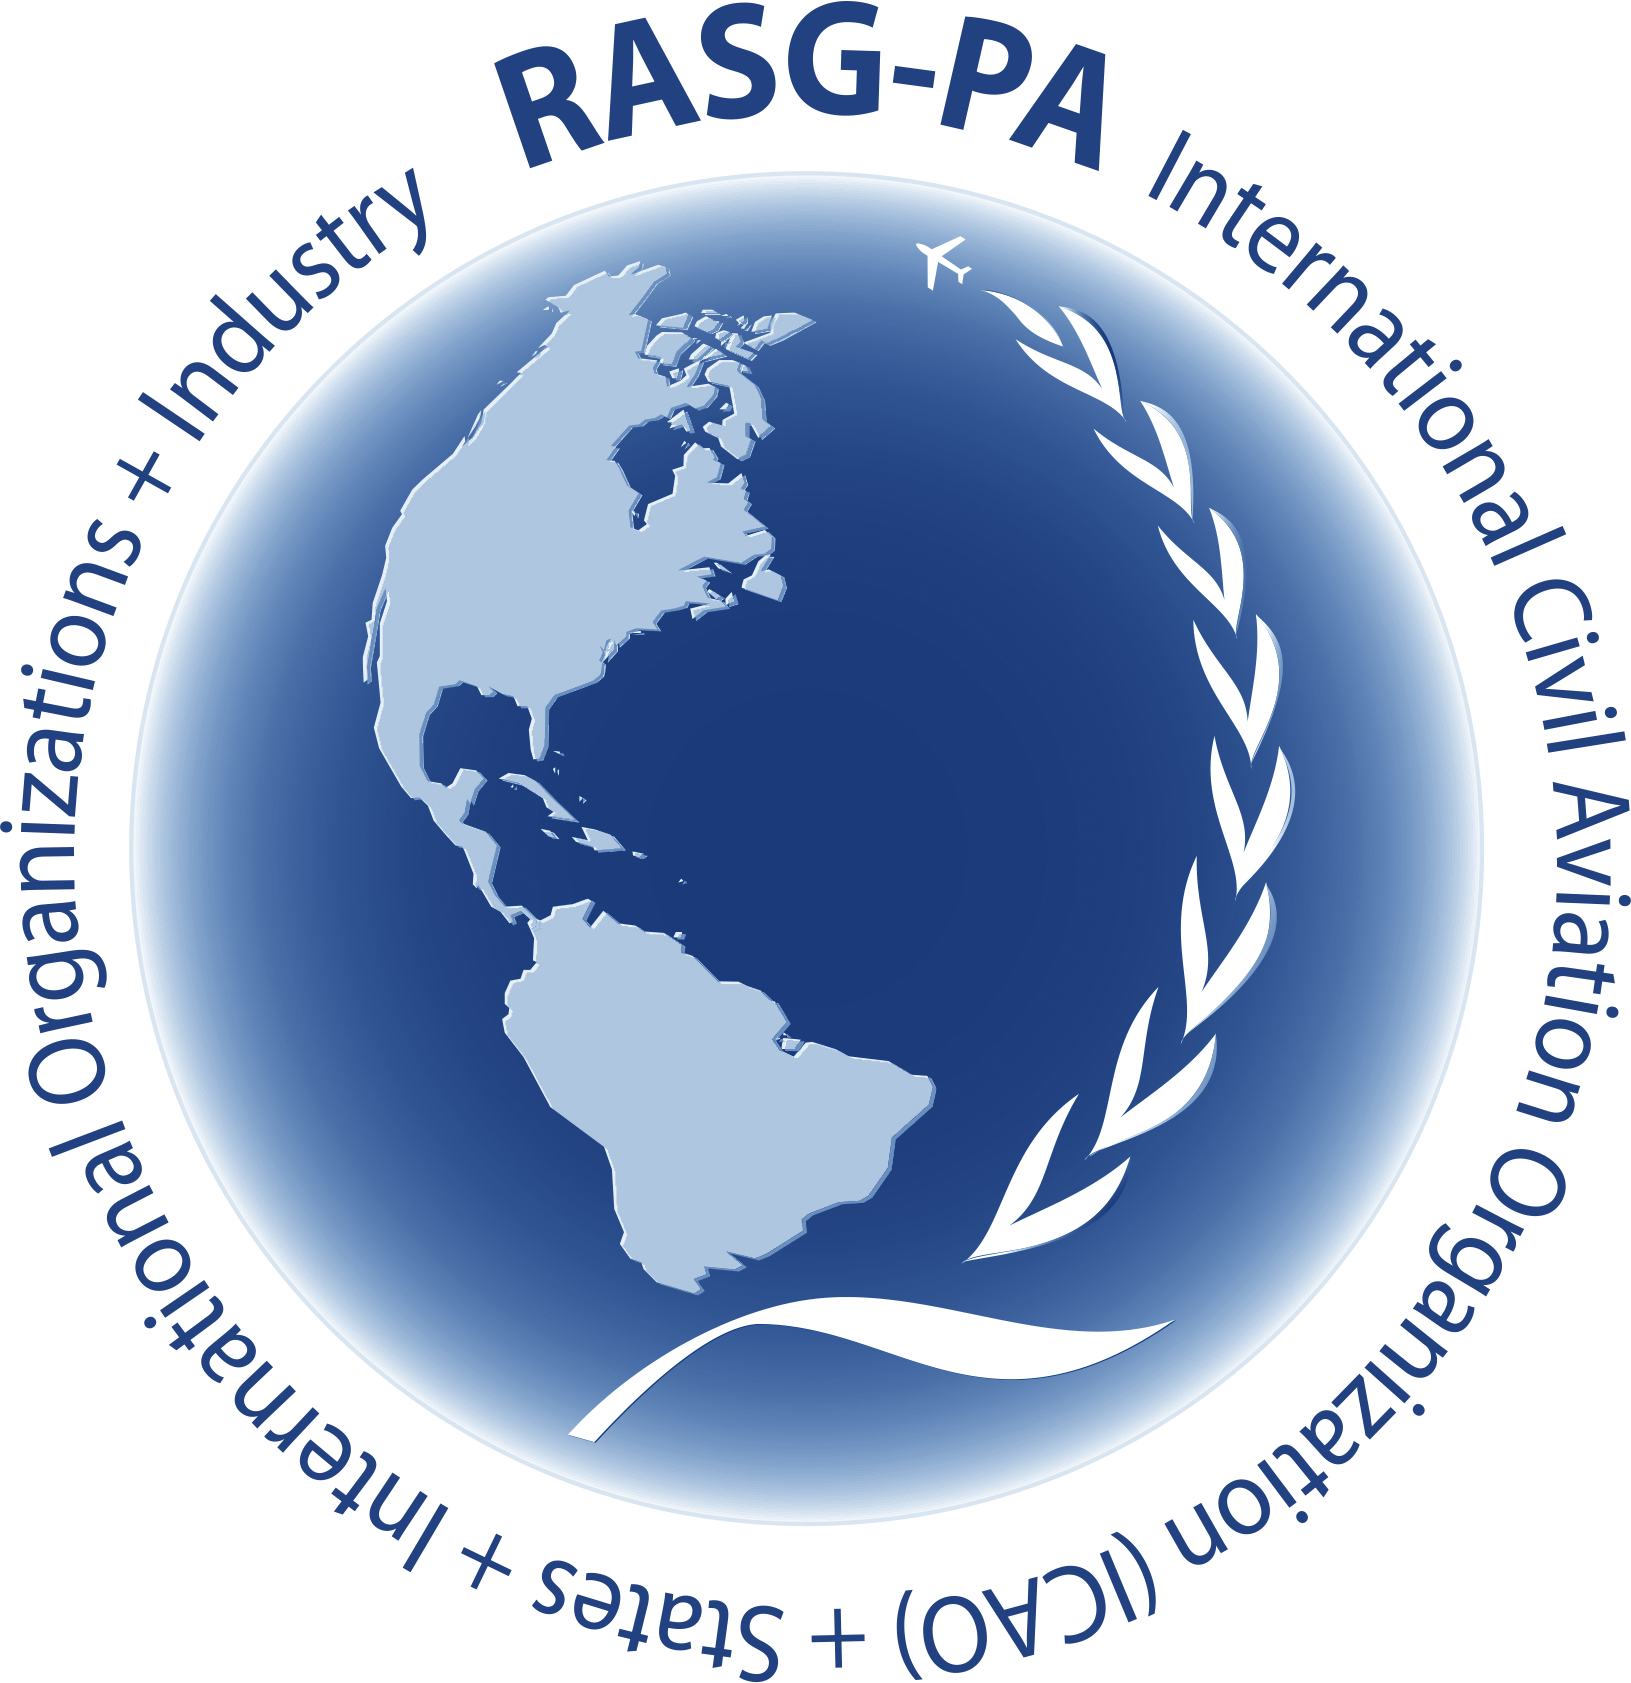 RASG-PA
International Civil Aviation Organization (ICAO) + States + International Organizations + Industry